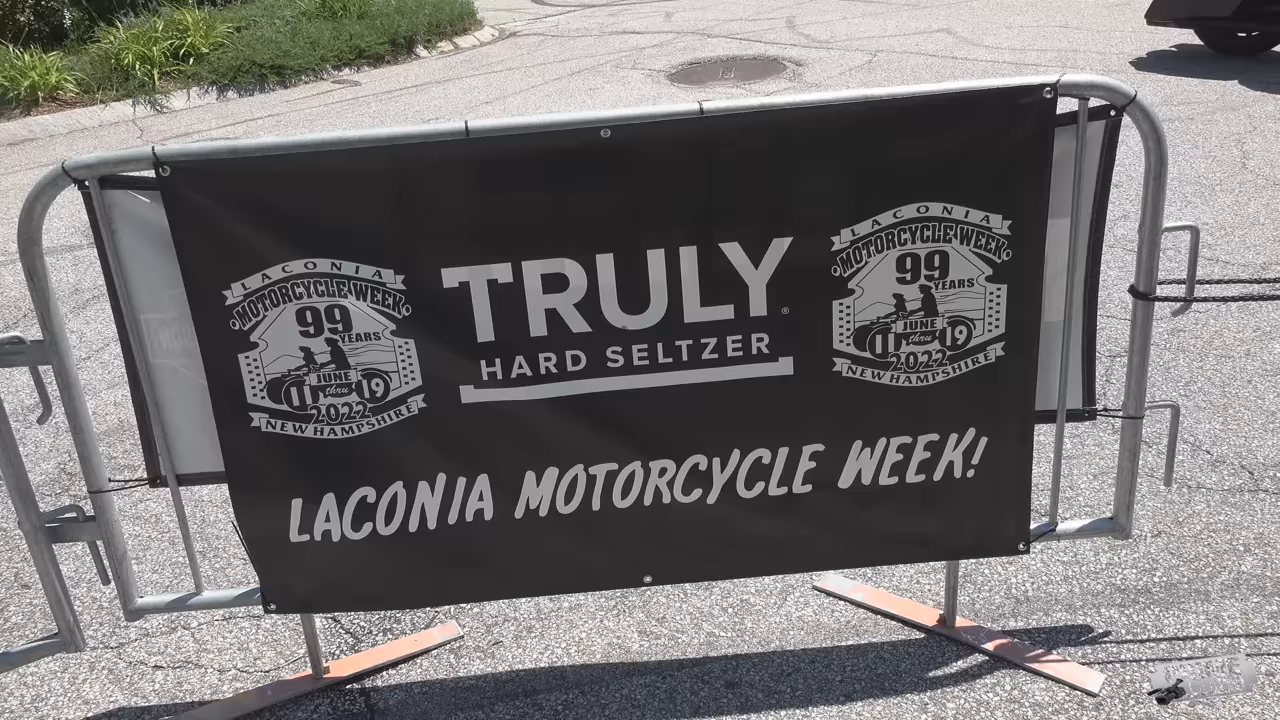 LACONIA
MOTORCYCLE WEEK
99
YEARS
JUNE
11 thru 19
2022
NEW HAMPSHIRE
TRULY®
HARD SELTZER
LACONIA
MOTORCYCLE WEEK
99
YEARS
JUNE
11 thru 19
2022
NEW HAMPSHIRE
LACONIA MOTORCYCLE WEEK!